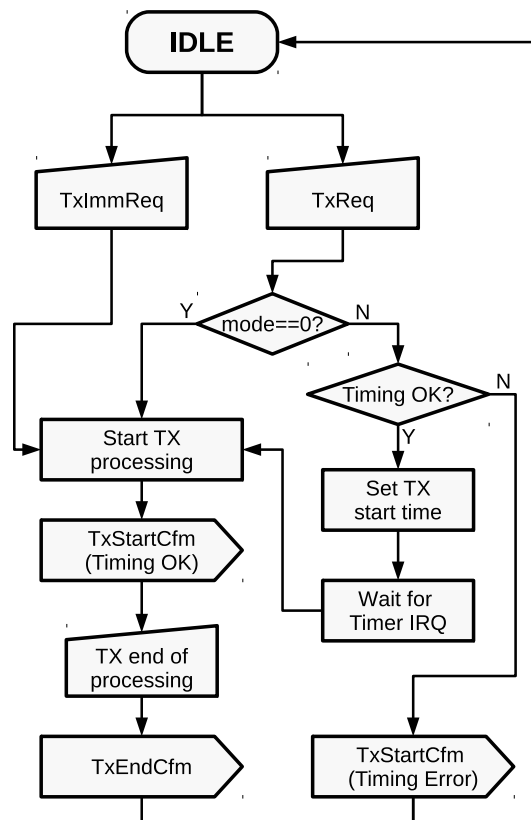 IDLE
TxImmReq
TxReq
Y
mode==0?
N
Timing OK?
N
Y
Start TX
processing
Set TX
start time
TxStartCfm
(Timing OK)
Wait for
Timer IRQ
TX end of
processing
TxEndCfm
TxStartCfm
(Timing Error)